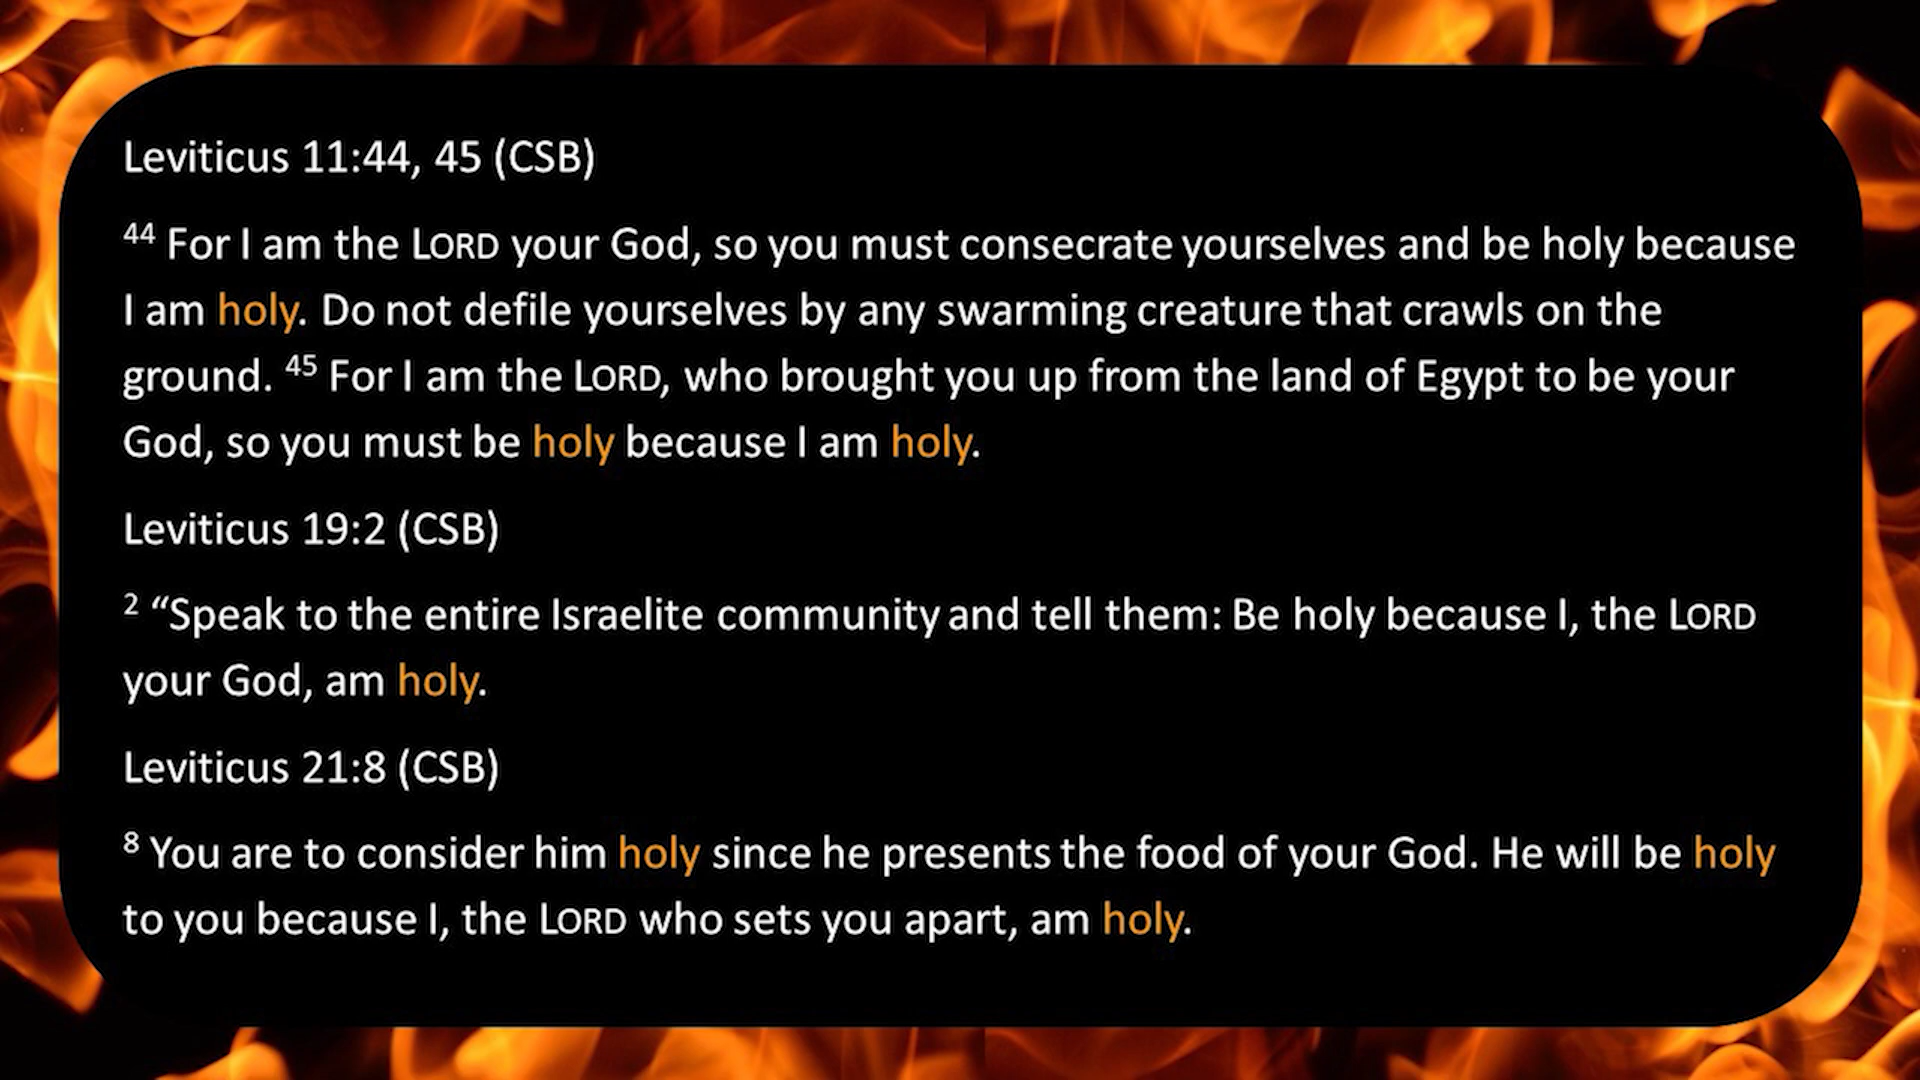 Leviticus 11:44, 45 (CSB)
44 For I am the LORD your God, so you must consecrate yourselves and be holy because
I am holy. Do not defile yourselves by any swarming creature that crawls on the
ground. 45 For I am the LORD, who brought you up from the land of Egypt to be your
God, so you must be holy because I am holy.
Leviticus 19:2 (CSB)
2 “Speak to the entire Israelite community and tell them: Be holy because I, the LORD
your God, am holy.
Leviticus 21:8 (CSB)
8 You are to consider him holy since he presents the food of your God. He will be holy
to you because I, the LORD who sets you apart, am holy.